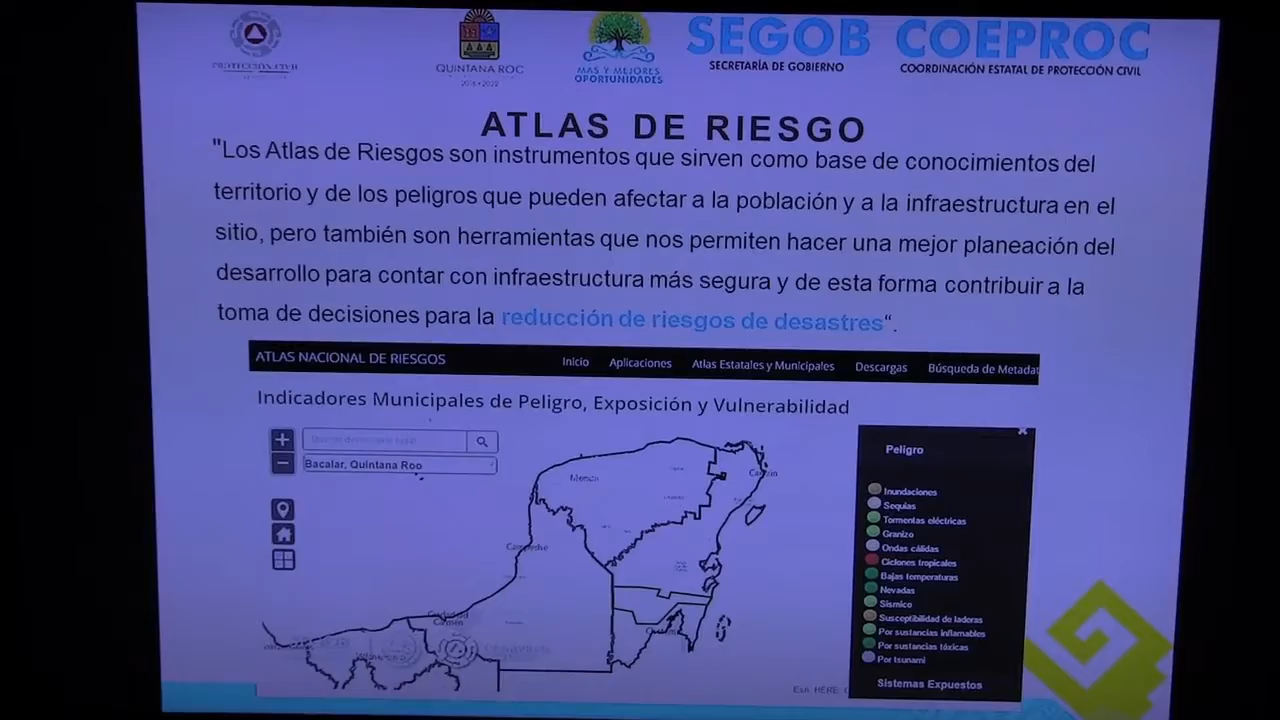 PROTECCIÓN CIVIL
QUINTANA ROO
MÁS Y MEJORES
OPORTUNIDADES
SEGOB
SECRETARÍA DE GOBIERNO
COEPROC
COORDINACIÓN ESTATAL DE PROTECCIÓN CIVIL
ATLAS DE RIESGO
"Los Atlas de Riesgos son instrumentos que sirven como base de conocimientos del
territorio y de los peligros que pueden afectar a la población y a la infraestructura en el
sitio, pero también son herramientas que nos permiten hacer una mejor planeación del
desarrollo para contar con infraestructura más segura y de esta forma contribuir a la
toma de decisiones para la reducción de riesgos de desastres“.
ATLAS NACIONAL DE RIESGOS
Inicio Aplicaciones Atlas Estatales y Municipales Descargas Búsqueda de Metadat
Indicadores Municipales de Peligro, Exposición y Vulnerabilidad
Bacalar, Quintana Roo
Mérida
Cancún
Campeche
Ciudad del
Carmen
Esri, HERE
Peligro
Inundaciones
Sequías
Tormentas eléctricas
Granizo
Ondas cálidas
Ciclones tropicales
Bajas temperaturas
Nevadas
Sísmico
Susceptibilidad de laderas
Por sustancias inflamables
Por sustancias tóxicas
Por tsunami
Sistemas Expuestos